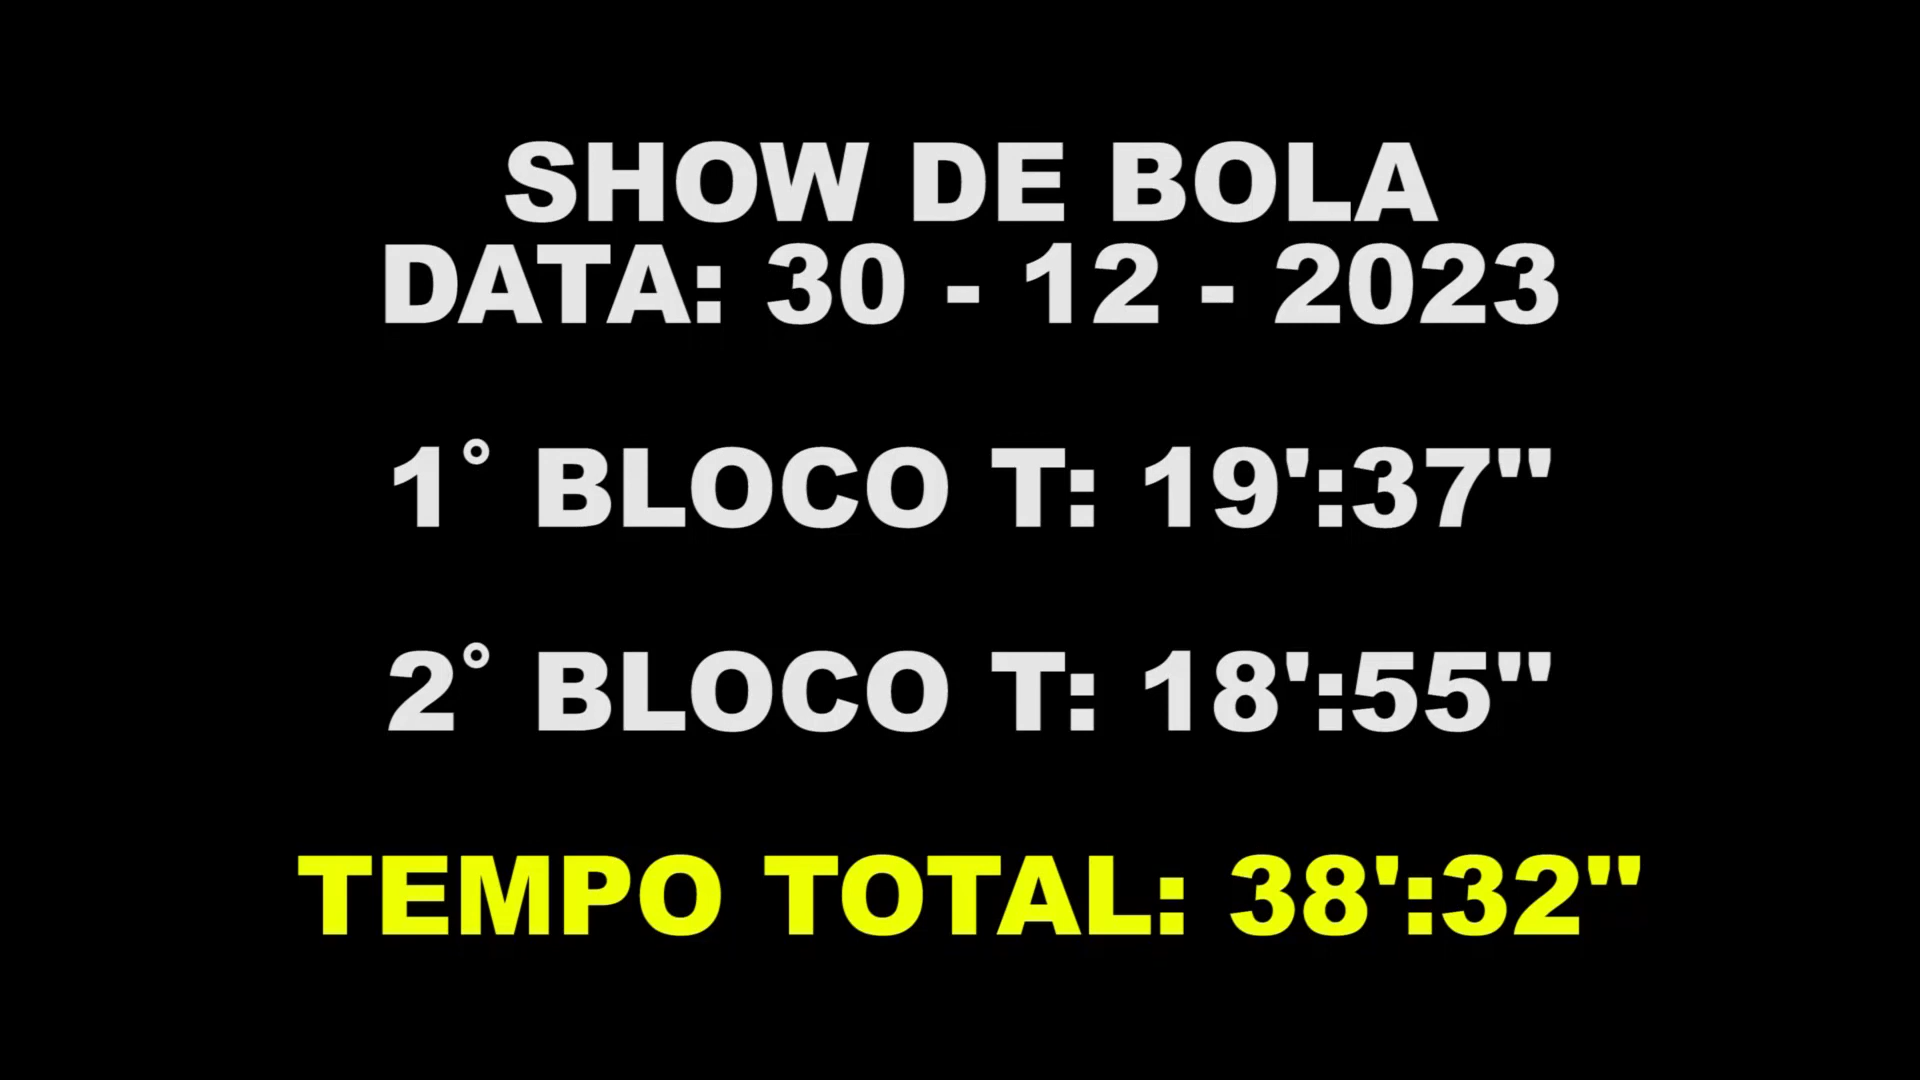 SHOW DE BOLA
DATA: 30 - 12 - 2023
1° BLOCO T: 19':37"
2° BLOCO T: 18':55"
TEMPO TOTAL: 38':32"